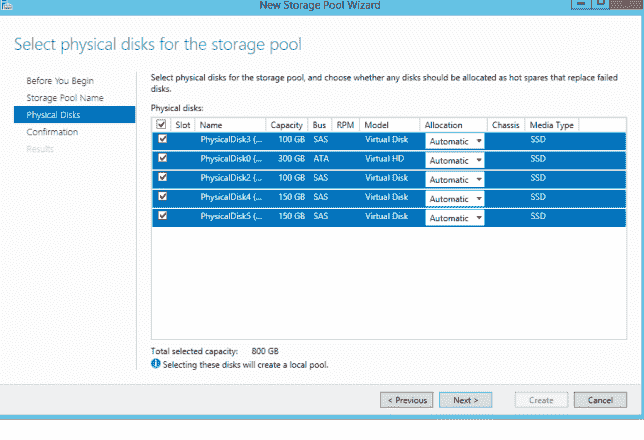 New Storage Pool Wizard
Select physical disks for the storage pool
Before You Begin
Storage Pool Name
Physical Disks
Confirmation
Results
Select physical disks for the storage pool, and choose whether any disks should be allocated as hot spares that replace failed
disks.
Physical disks:
Slot Name Capacity Bus RPM Model Allocation Chassis Media Type
PhysicalDisk3 (... 100 GB SAS Virtual Disk Automatic SSD
PhysicalDisk0 (... 300 GB ATA Virtual HD Automatic SSD
PhysicalDisk2 (... 100 GB SAS Virtual Disk Automatic SSD
PhysicalDisk4 (... 150 GB SAS Virtual Disk Automatic SSD
PhysicalDisk5 (... 150 GB SAS Virtual Disk Automatic SSD
Total selected capacity: 800 GB
Selecting these disks will create a local pool.
< Previous Next > Create Cancel